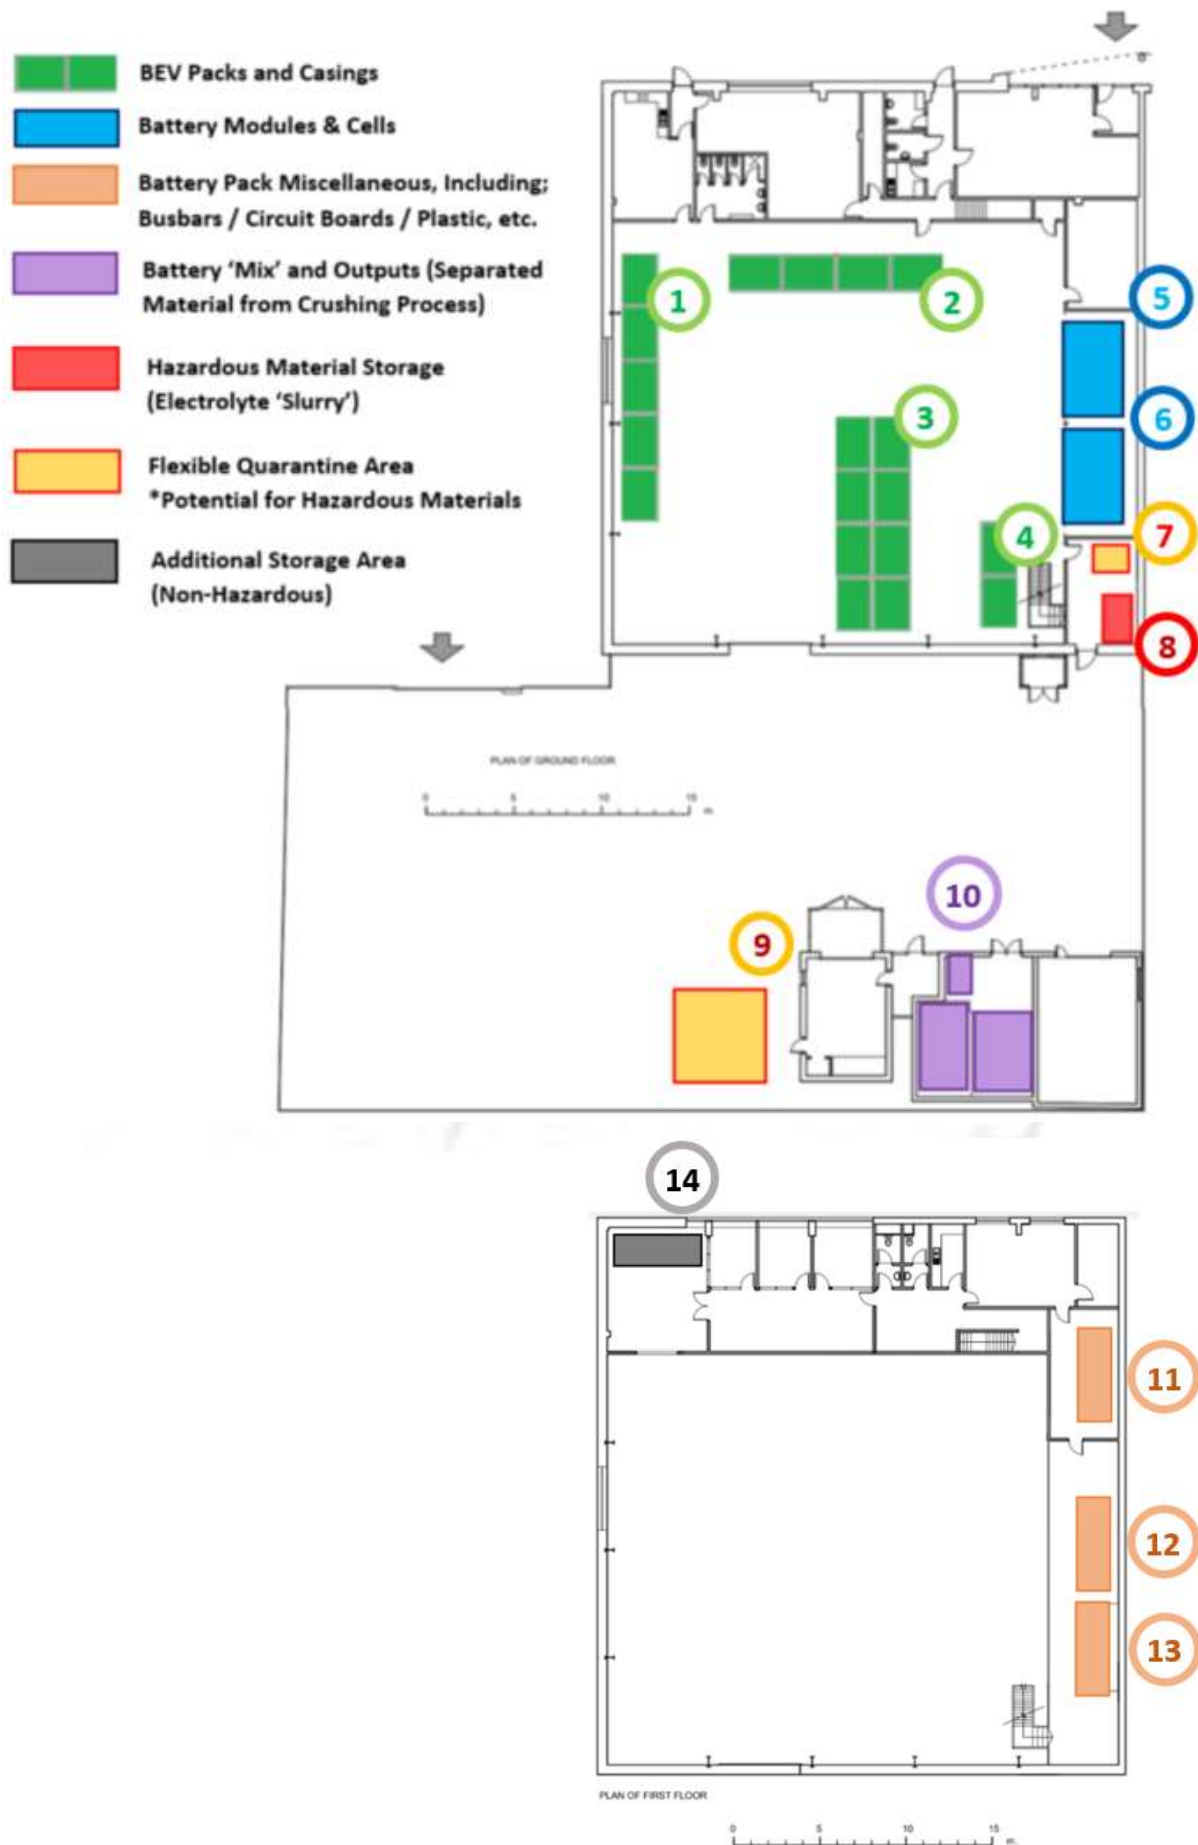 BEV Packs and Casings
Battery Modules & Cells
Battery Pack Miscellaneous, Including;
Busbars / Circuit Boards / Plastic, etc.
Battery ‘Mix’ and Outputs (Separated
Material from Crushing Process)
Hazardous Material Storage
(Electrolyte ‘Slurry’)
Flexible Quarantine Area
*Potential for Hazardous Materials
Additional Storage Area
(Non-Hazardous)
1
2
3
4
5
6
7
8
PLAN OF GROUND FLOOR
0 5 10 15 m.
9
10
14
11
12
13
PLAN OF FIRST FLOOR
0 5 10 15 m.